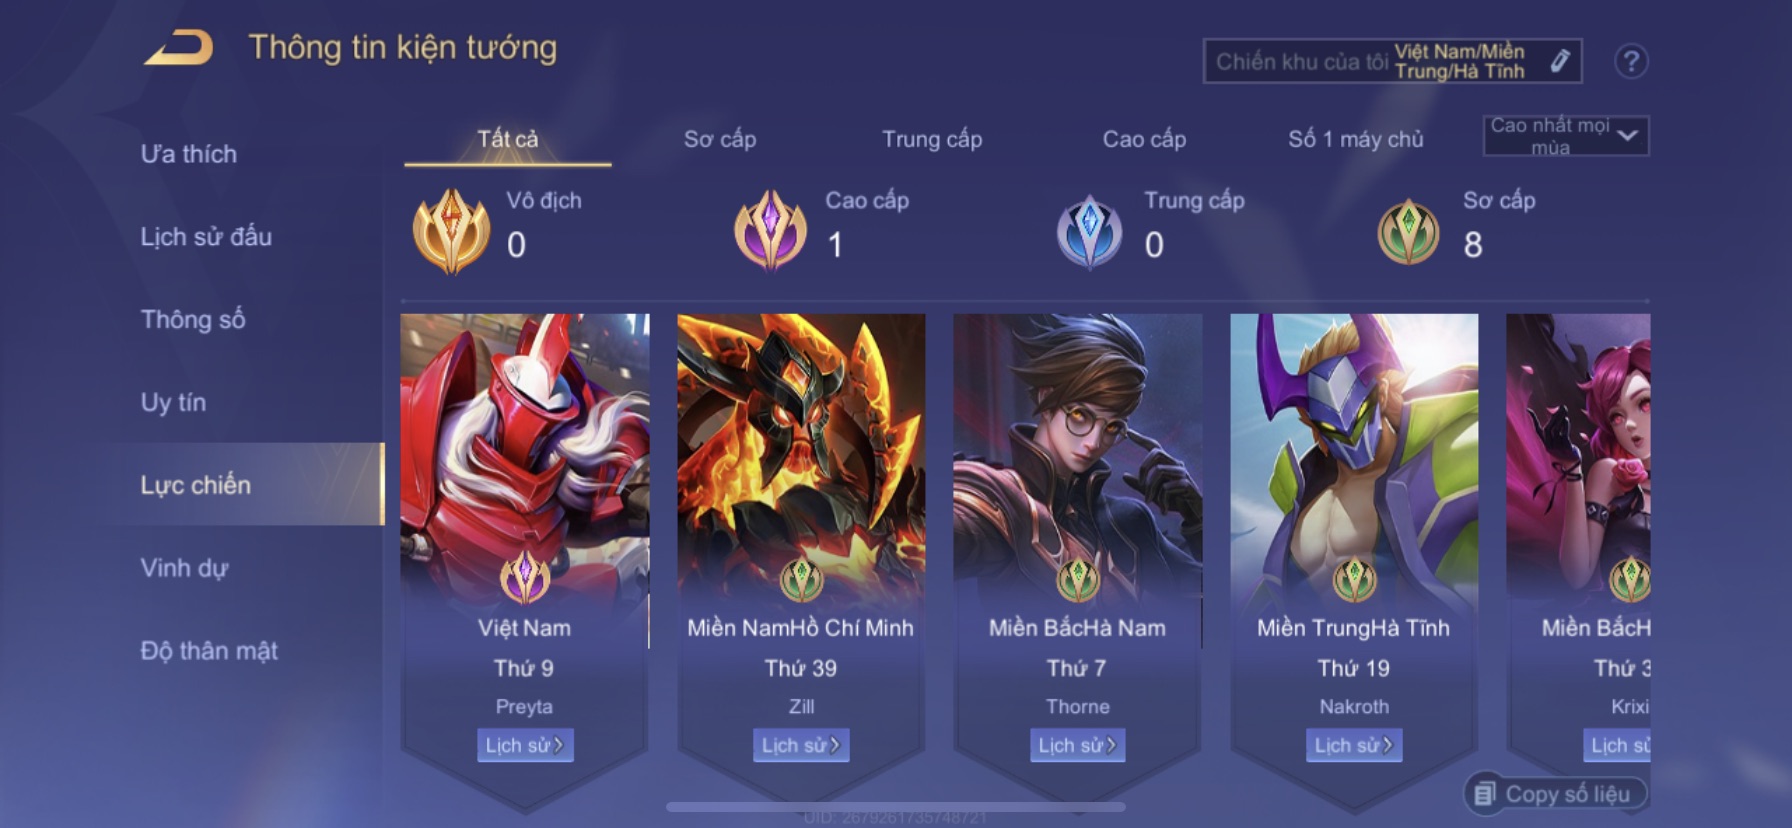 Thông tin kiện tướng
Chiến khu của tôi
Việt Nam/Miền
Trung/Hà Tĩnh
?
Ưa thích
Lịch sử đấu
Thông số
Uy tín
Lực chiến
Vinh dự
Độ thân mật
Tất cả
Sơ cấp
Trung cấp
Cao cấp
Số 1 máy chủ
Cao nhất mọi
mùa
Vô địch
0
Cao cấp
1
Trung cấp
0
Sơ cấp
8
Việt Nam
Thứ 9
Preyta
Lịch sử
Miền NamHồ Chí Minh
Thứ 39
Zill
Lịch sử
Miền BắcHà Nam
Thứ 7
Thorne
Lịch sử
Miền TrungHà Tĩnh
Thứ 19
Nakroth
Lịch sử
Miền BắcH
Thứ 3
Krixi
Lịch sử
Copy số liệu
UID: 2679261735748721